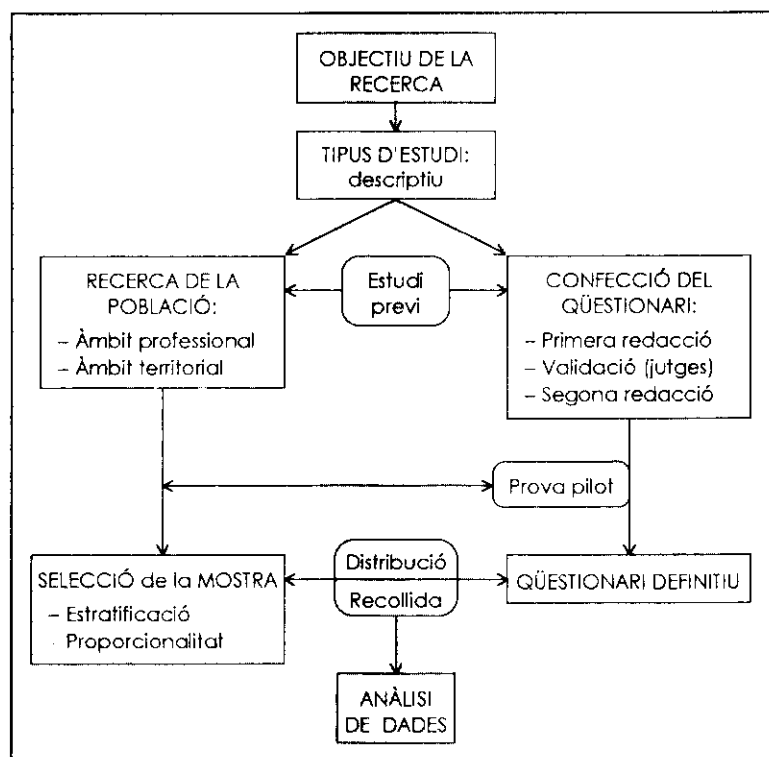 OBJECTIU DE LA
RECERCA
TIPUS D'ESTUDI:
descriptiu
RECERCA DE LA
POBLACIÓ:
– Àmbit professional
– Àmbit territorial
Estudi
previ
CONFECCIÓ DEL
QÜESTIONARI:
– Primera redacció
– Validació (jutges)
– Segona redacció
Prova pilot
SELECCIÓ de la MOSTRA
– Estratificació
– Proporcionalitat
Distribució
Recollida
QÜESTIONARI DEFINITIU
ANÀLISI
DE DADES